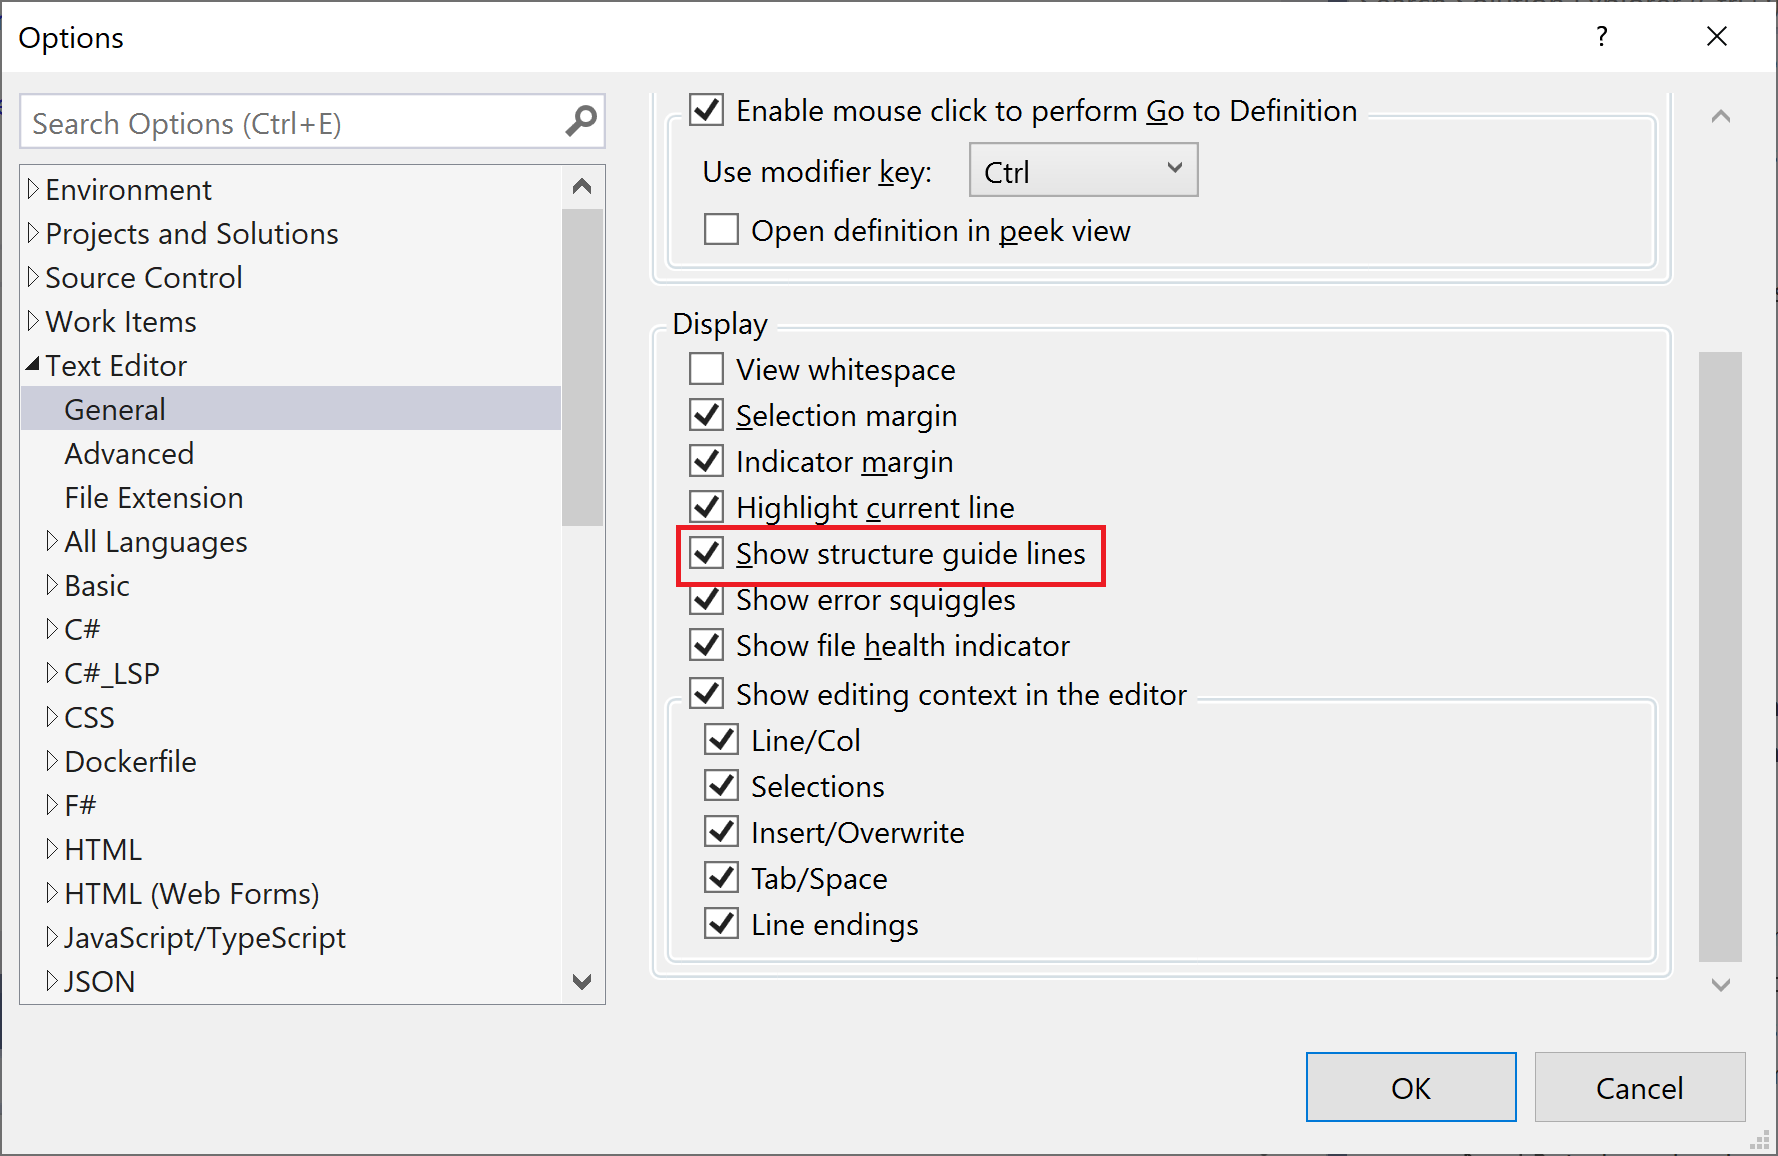 Options
?
Search Options (Ctrl+E)
Environment
Projects and Solutions
Source Control
Work Items
Text Editor
General
Advanced
File Extension
All Languages
Basic
C#
C#_LSP
CSS
Dockerfile
F#
HTML
HTML (Web Forms)
JavaScript/TypeScript
JSON
Enable mouse click to perform Go to Definition
Use modifier key: Ctrl
Open definition in peek view
Display
View whitespace
Selection margin
Indicator margin
Highlight current line
Show structure guide lines
Show error squiggles
Show file health indicator
Show editing context in the editor
Line/Col
Selections
Insert/Overwrite
Tab/Space
Line endings
OK
Cancel